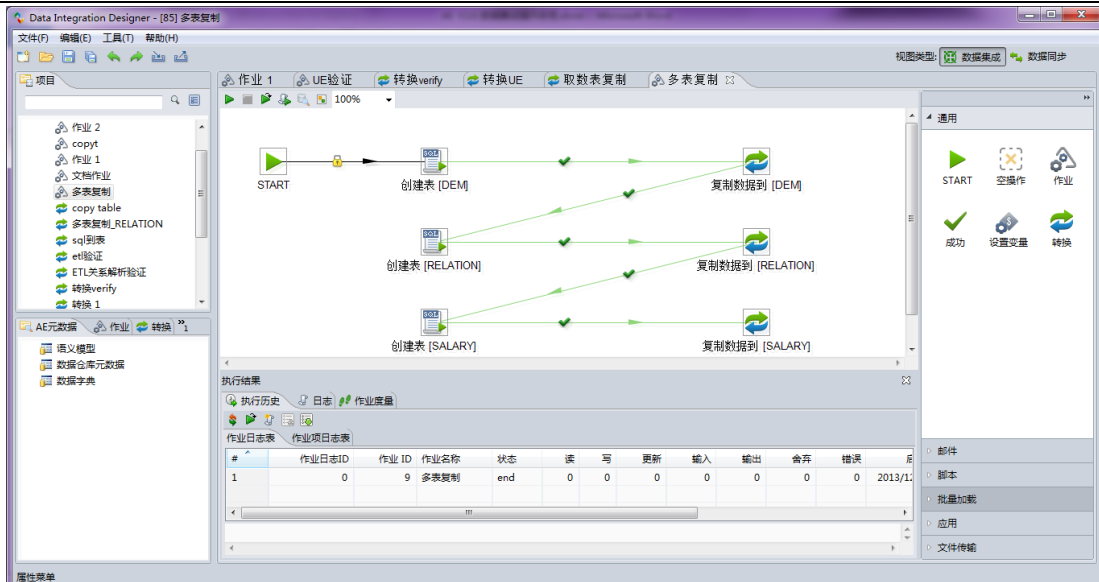 Data Integration Designer - [85] 多表复制
文件(F) 编辑(E) 工具(T) 帮助(H)
视图类型: 数据集成 数据同步
项目
作业 1 UE验证 转换verify 转换UE 取数表复制 多表复制
100%
作业 2
copyt
作业 1
文档作业
多表复制
copy table
多表复制_RELATION
sql到表
etl验证
ETL关系解析验证
转换verify
转换 1
AE元数据 作业 转换 »1
语义模型
数据仓库元数据
数据字典
SQL
START 创建表 [DEM] 复制数据到 [DEM]
SQL
创建表 [RELATION] 复制数据到 [RELATION]
SQL
创建表 [SALARY] 复制数据到 [SALARY]
执行结果
执行历史 日志 作业度量
作业日志表 作业项日志表
# 作业日志ID 作业 ID 作业名称 状态 读 写 更新 输入 输出 舍弃 错误
1 0 9 多表复制 end 0 0 0 0 0 0 0 2013/12
通用
START 空操作 作业
成功 设置变量 转换
邮件
脚本
批量加载
应用
文件传输
属性菜单